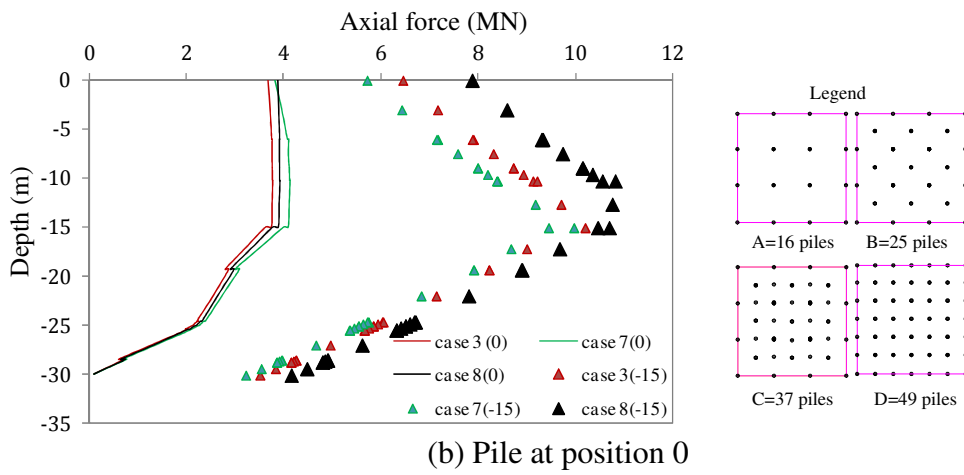 Axial force (MN)
0 2 4 6 8 10 12
0
-5
-10
-15
-20
-25
-30
-35
Depth (m)
case 3 (0) case 7(0)
case 8(0) case 3(-15)
case 7(-15) case 8(-15)
(b) Pile at position 0
Legend
A=16 piles B=25 piles
C=37 piles D=49 piles